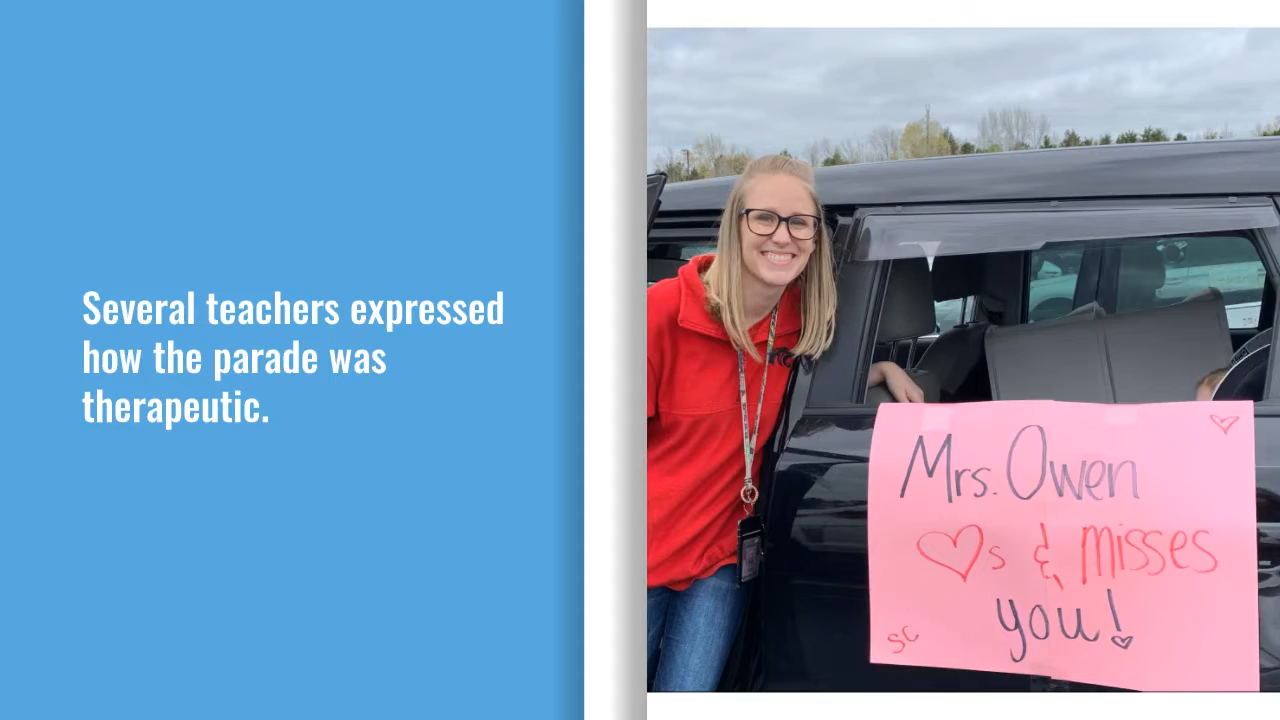 Several teachers expressed
how the parade was
therapeutic.
Mrs. Owen
♡s & misses
you!
SC